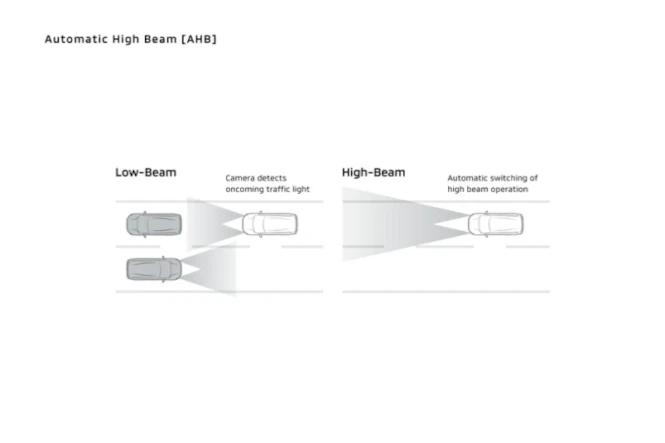 Automatic High Beam [AHB]
Low-Beam
Camera detects
oncoming traffic light
High-Beam
Automatic switching of
high beam operation